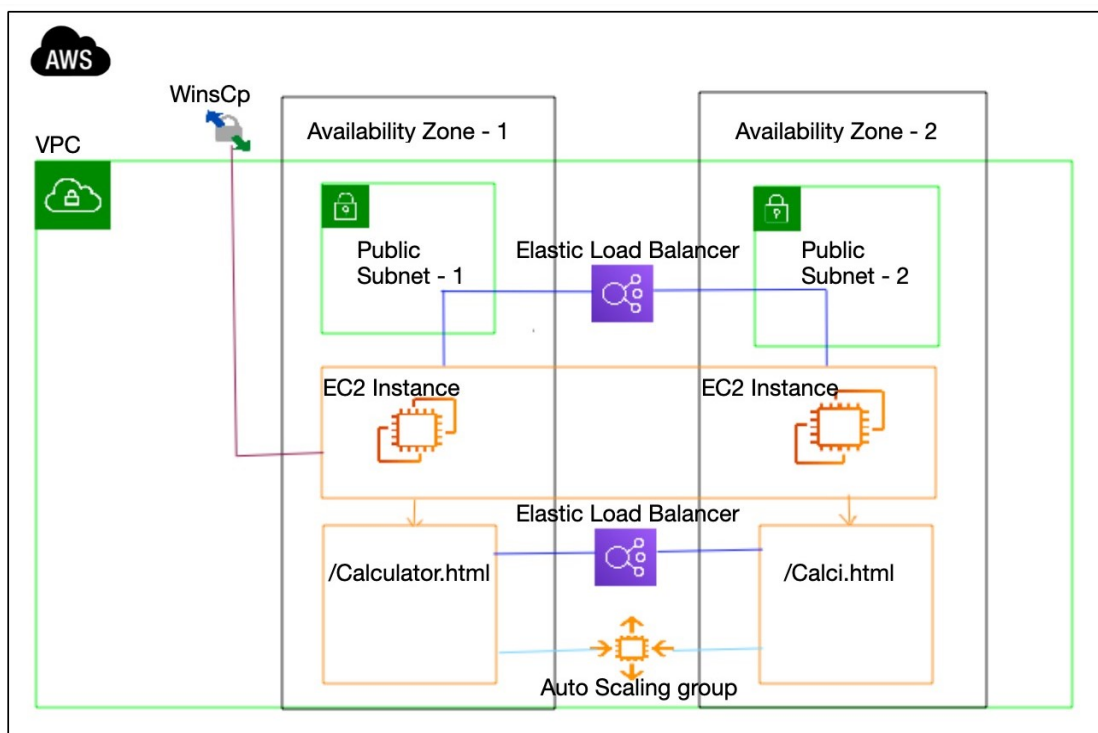 AWS
WinsCp
VPC
Availability Zone - 1
Availability Zone - 2
Public
Subnet - 1
Elastic Load Balancer
Public
Subnet - 2
EC2 Instance
EC2 Instance
Elastic Load Balancer
/Calculator.html
/Calci.html
Auto Scaling group